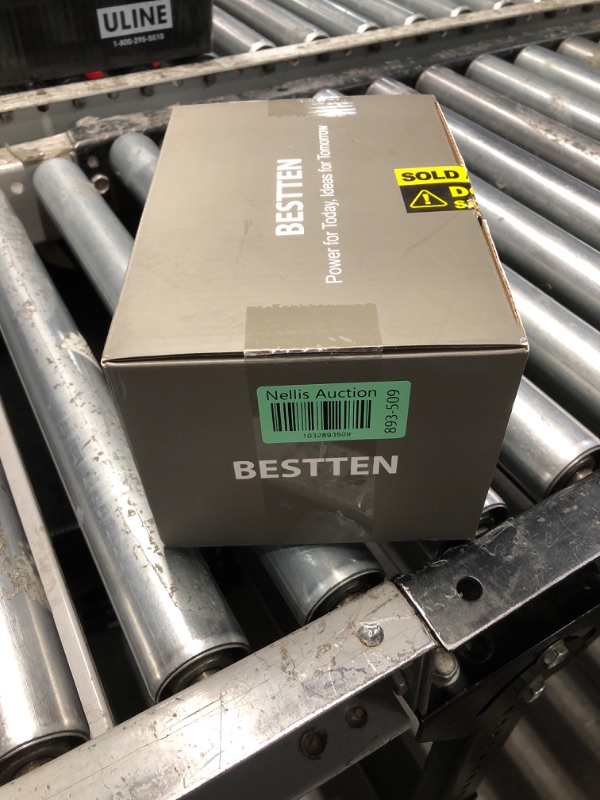 ULINE
1-800-295-5510
BESTTEN
Power for Today, Ideas for Tomorrow
SOLD
Nellis Auction
1032893509
893-509
BESTTEN